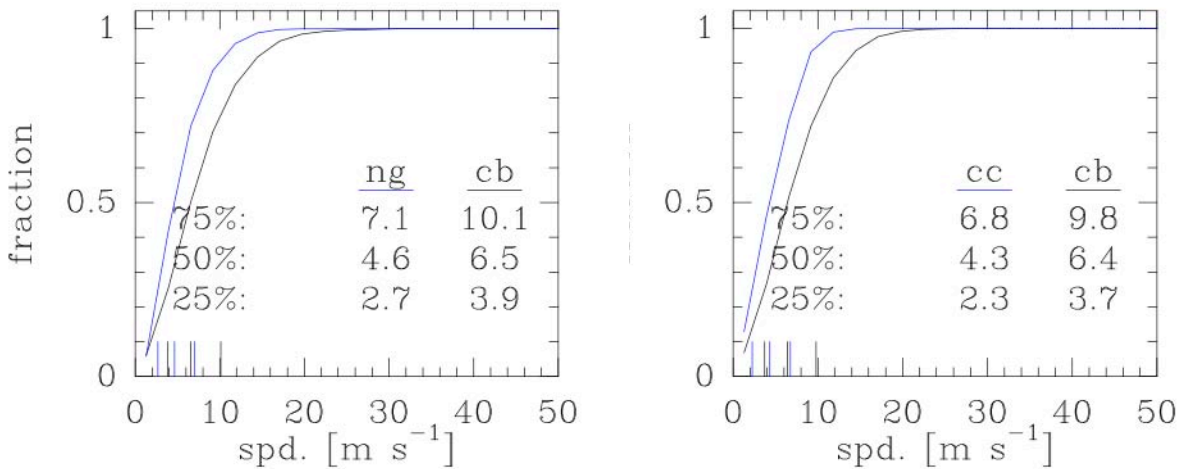 fraction
1
0.5
0
ng cb
75%: 7.1 10.1
50%: 4.6 6.5
25%: 2.7 3.9
0 10 20 30 40 50
spd. [m s⁻¹]
1
0.5
0
cc cb
75%: 6.8 9.8
50%: 4.3 6.4
25%: 2.3 3.7
0 10 20 30 40 50
spd. [m s⁻¹]